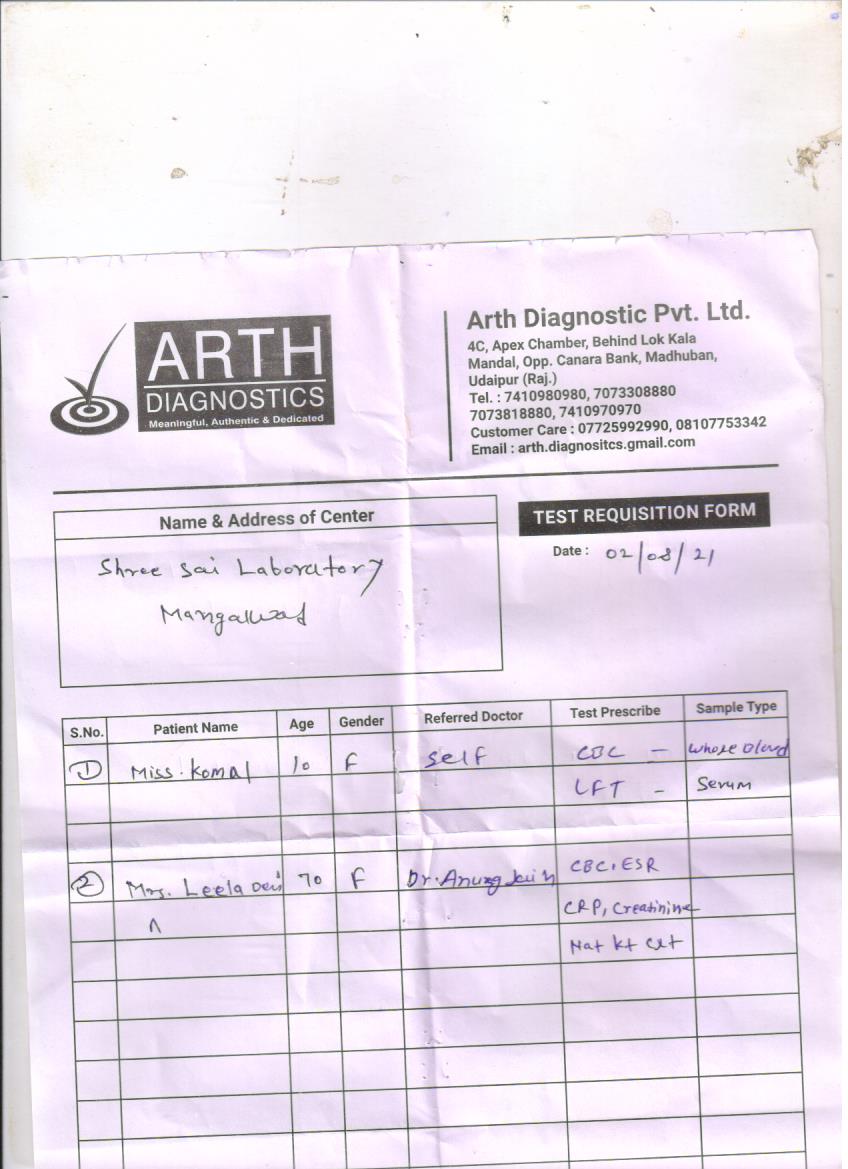 ARTH
DIAGNOSTICS
Meaningful, Authentic & Dedicated
Arth Diagnostic Pvt. Ltd.
4C, Apex Chamber, Behind Lok Kala
Mandal, Opp. Canara Bank, Madhuban,
Udaipur (Raj.)
Tel. : 7410980980, 7073308880
7073818880, 7410970970
Customer Care : 07725992990, 08107753342
Email : arth.diagnositcs.gmail.com
Name & Address of Center
Shree Sai Laboratory
Mangalwad
TEST REQUISITION FORM
Date : 02/08/21
S.No. Patient Name Age Gender Referred Doctor Test Prescribe Sample Type
1 Miss. Komal 10 F Self CBC - Whole Blood
LFT - Serum
2 Mrs. Leela Devi 70 F Dr. Anurag Jain CBC, ESR
CRP, Creatinine
Na+ K+